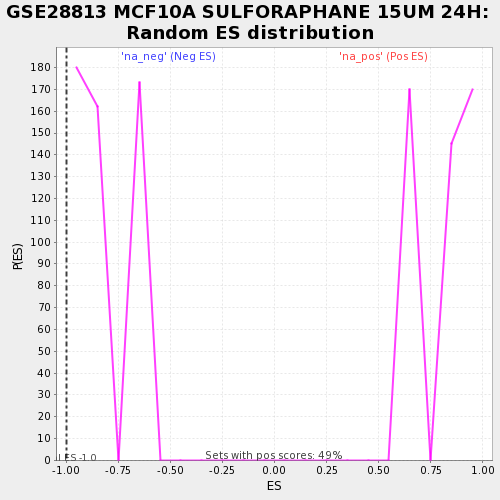 GSE28813 MCF10A SULFORAPHANE 15UM 24H:
Random ES distribution
'na_neg' (Neg ES) 'na_pos' (Pos ES)
180
170
160
150
140
130
120
110
100
90
80
70
60
50
40
30
20
10
0
P(ES)
Sets with pos scores: 49%
-1.00 -0.75 -0.50 -0.25 0.00 0.25 0.50 0.75 1.00
ES